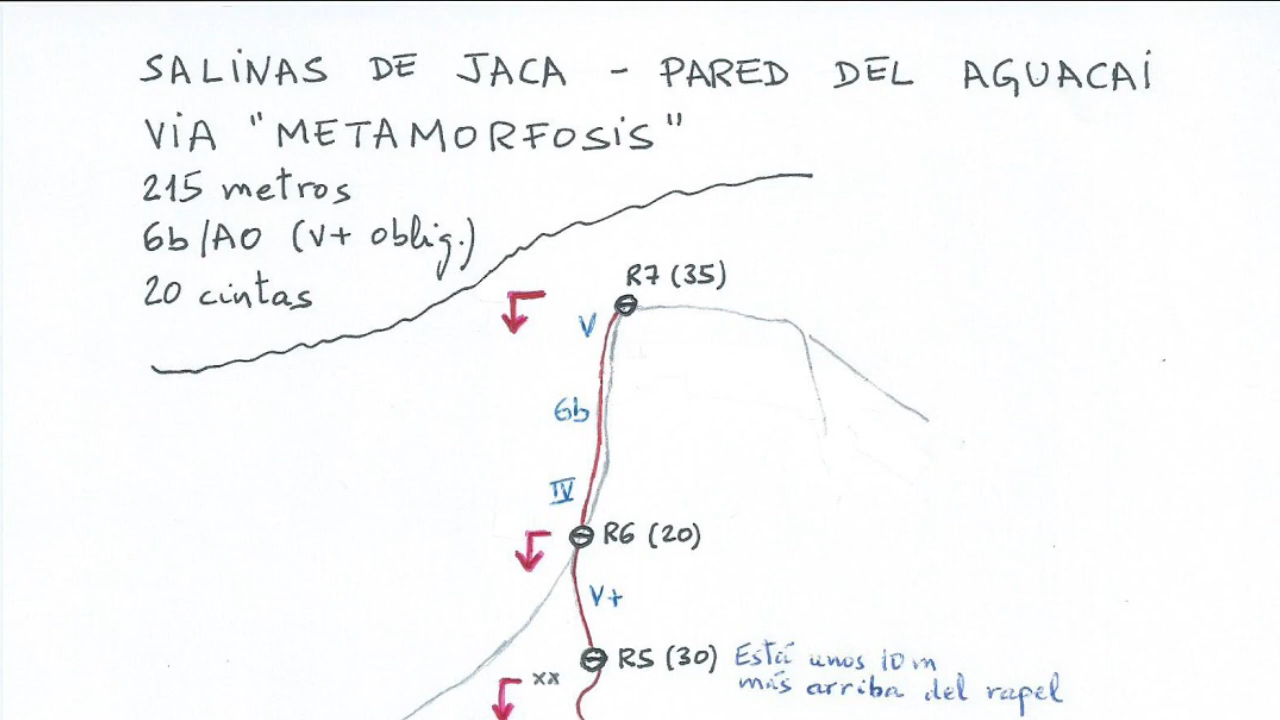 SALINAS DE JACA - PARED DEL AGUACAÍ
VÍA "METAMORFOSIS"
215 metros
6b/A0 (V+ oblig.)
20 cintas
R7 (35)
V
6b
IV
R6 (20)
V+
R5 (30) Está unos 10 m
más arriba del rapel
xx